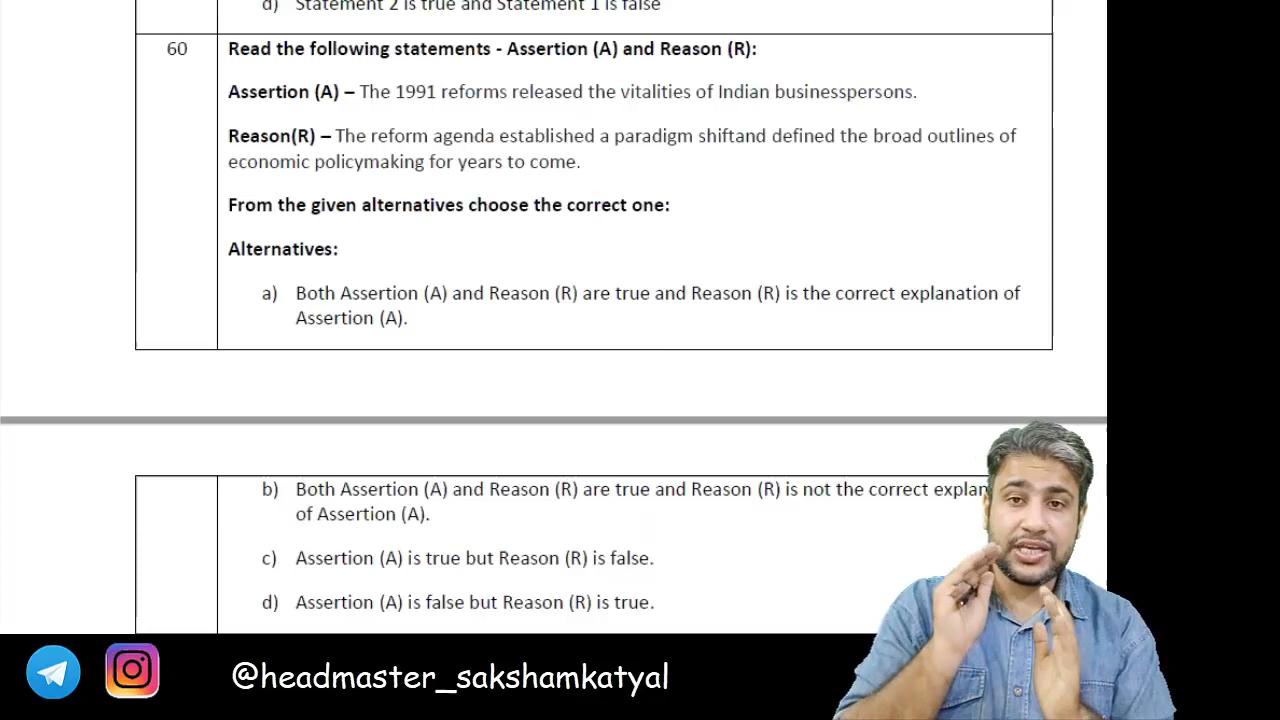 d) Statement 2 is true and Statement 1 is false
60 Read the following statements - Assertion (A) and Reason (R):
Assertion (A) – The 1991 reforms released the vitalities of Indian businesspersons.
Reason(R) – The reform agenda established a paradigm shiftand defined the broad outlines of
economic policymaking for years to come.
From the given alternatives choose the correct one:
Alternatives:
a) Both Assertion (A) and Reason (R) are true and Reason (R) is the correct explanation of
Assertion (A).
b) Both Assertion (A) and Reason (R) are true and Reason (R) is not the correct explan
of Assertion (A).
c) Assertion (A) is true but Reason (R) is false.
d) Assertion (A) is false but Reason (R) is true.
@headmaster_sakshamkatyal